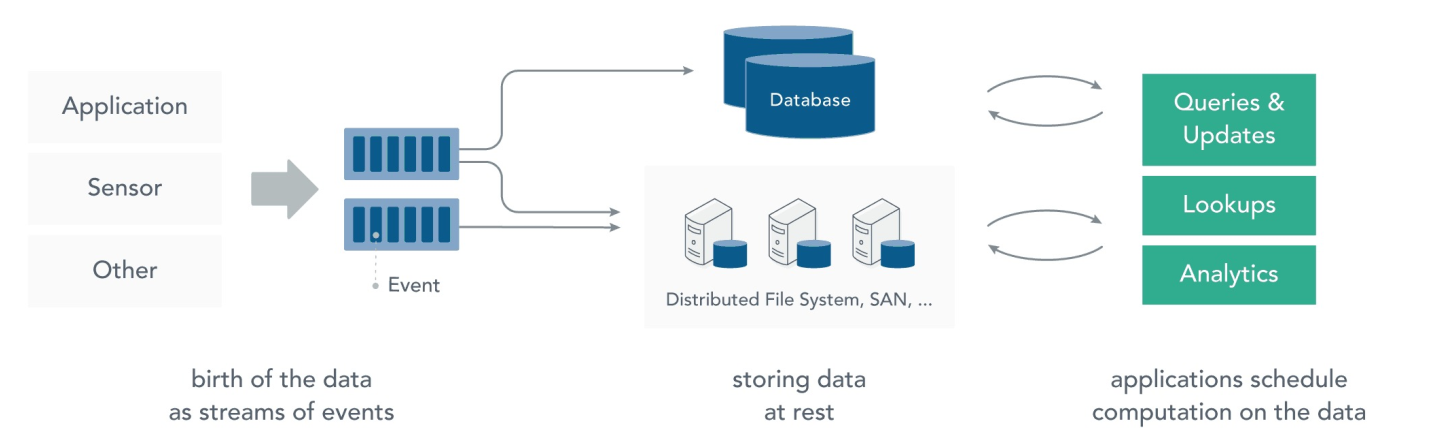 Application
Sensor
Other
Event
Database
Distributed File System, SAN, ...
Queries &
Updates
Lookups
Analytics
birth of the data
as streams of events
storing data
at rest
applications schedule
computation on the data